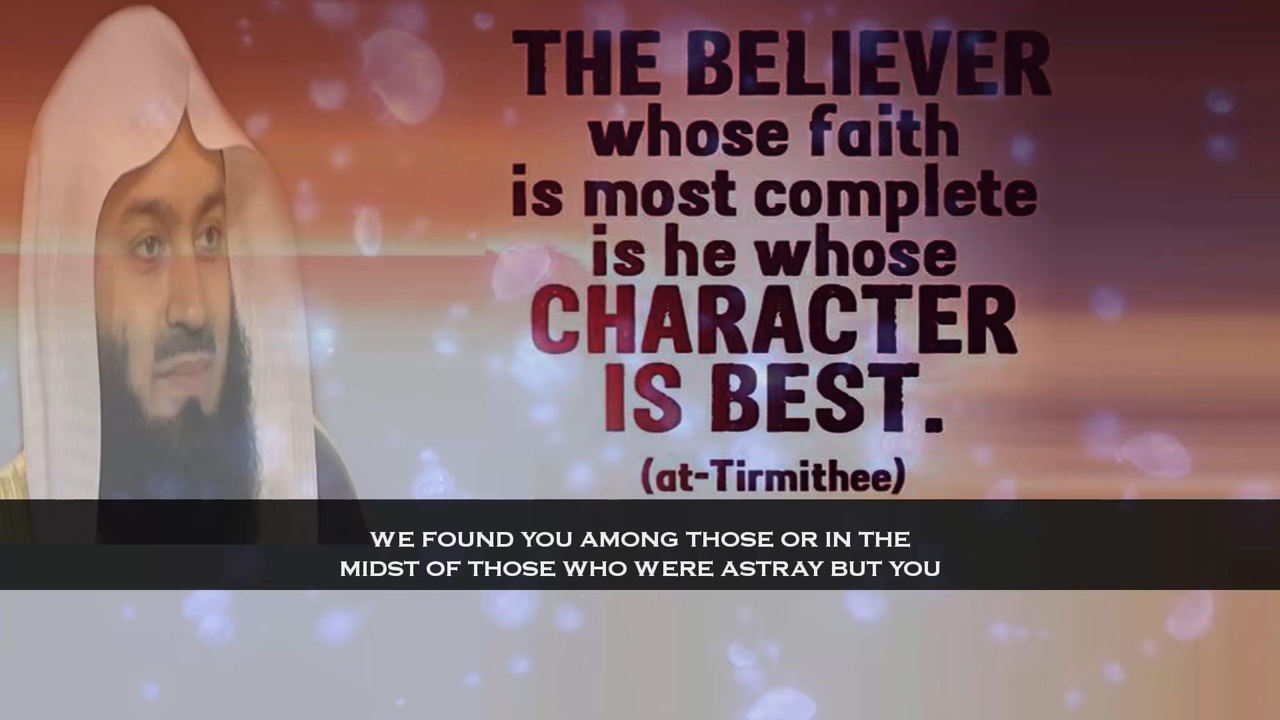 THE BELIEVER
whose faith
is most complete
is he whose
CHARACTER
IS BEST.
(at-Tirmithee)
WE FOUND YOU AMONG THOSE OR IN THE
MIDST OF THOSE WHO WERE ASTRAY BUT YOU